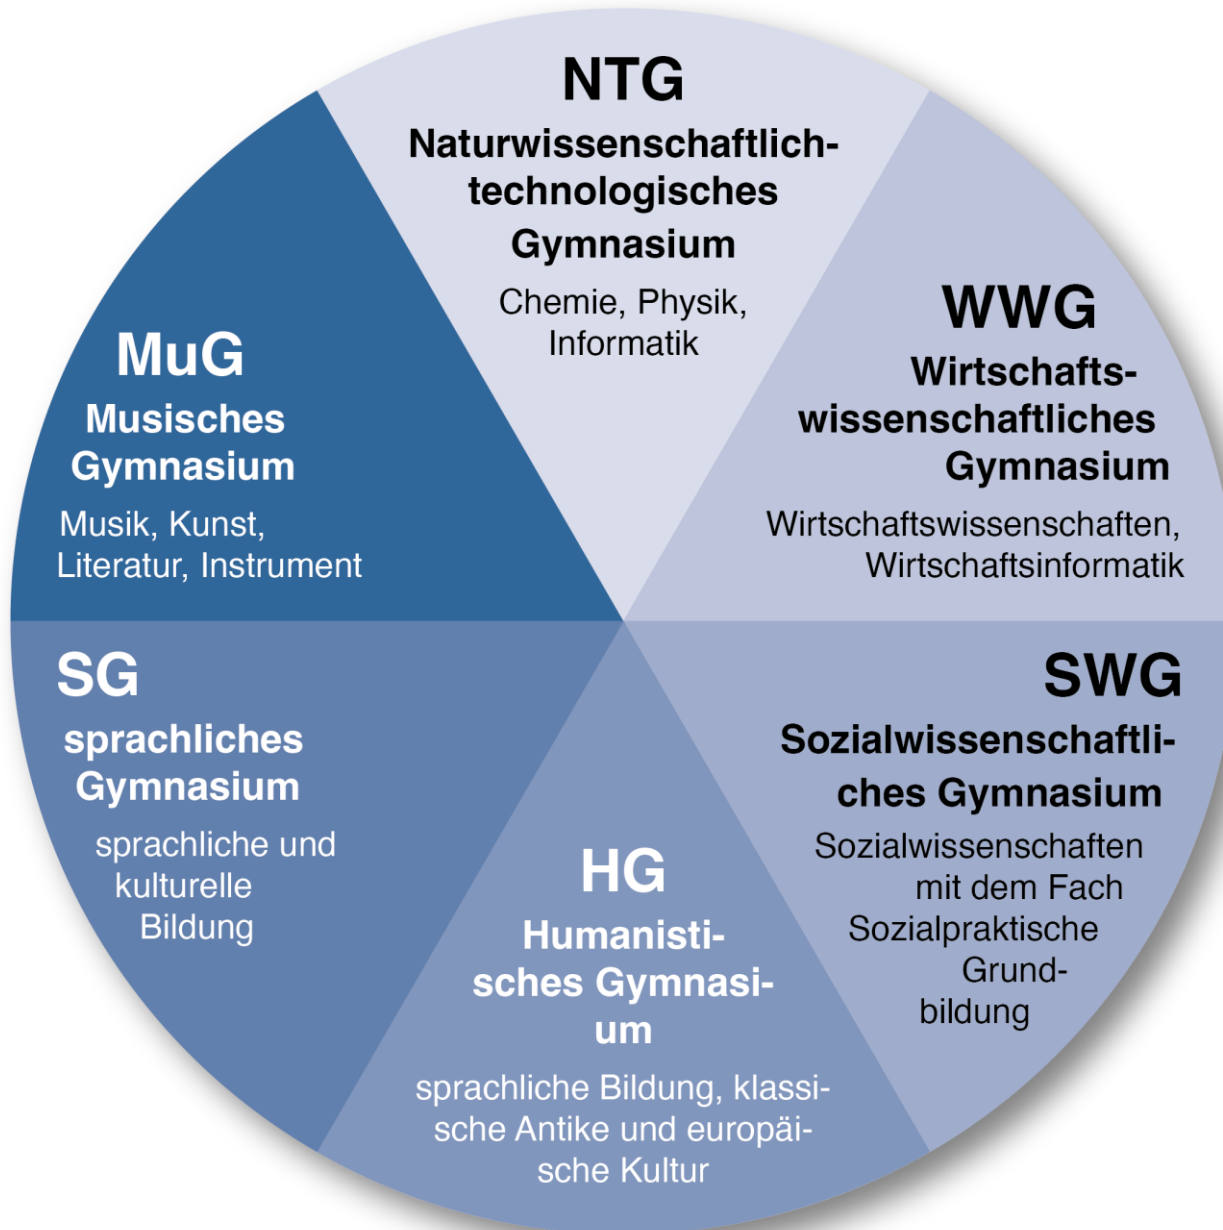 NTG
Naturwissenschaftlich-
technologisches
Gymnasium
Chemie, Physik,
Informatik
WWG
Wirtschafts-
wissenschaftliches
Gymnasium
Wirtschaftswissenschaften,
Wirtschaftsinformatik
SWG
Sozialwissenschaftli-
ches Gymnasium
Sozialwissenschaften
mit dem Fach
Sozialpraktische
Grund-
bildung
HG
Humanisti-
sches Gymnasi-
um
sprachliche Bildung, klassi-
sche Antike und europäi-
sche Kultur
SG
sprachliches
Gymnasium
sprachliche und
kulturelle
Bildung
MuG
Musisches
Gymnasium
Musik, Kunst,
Literatur, Instrument